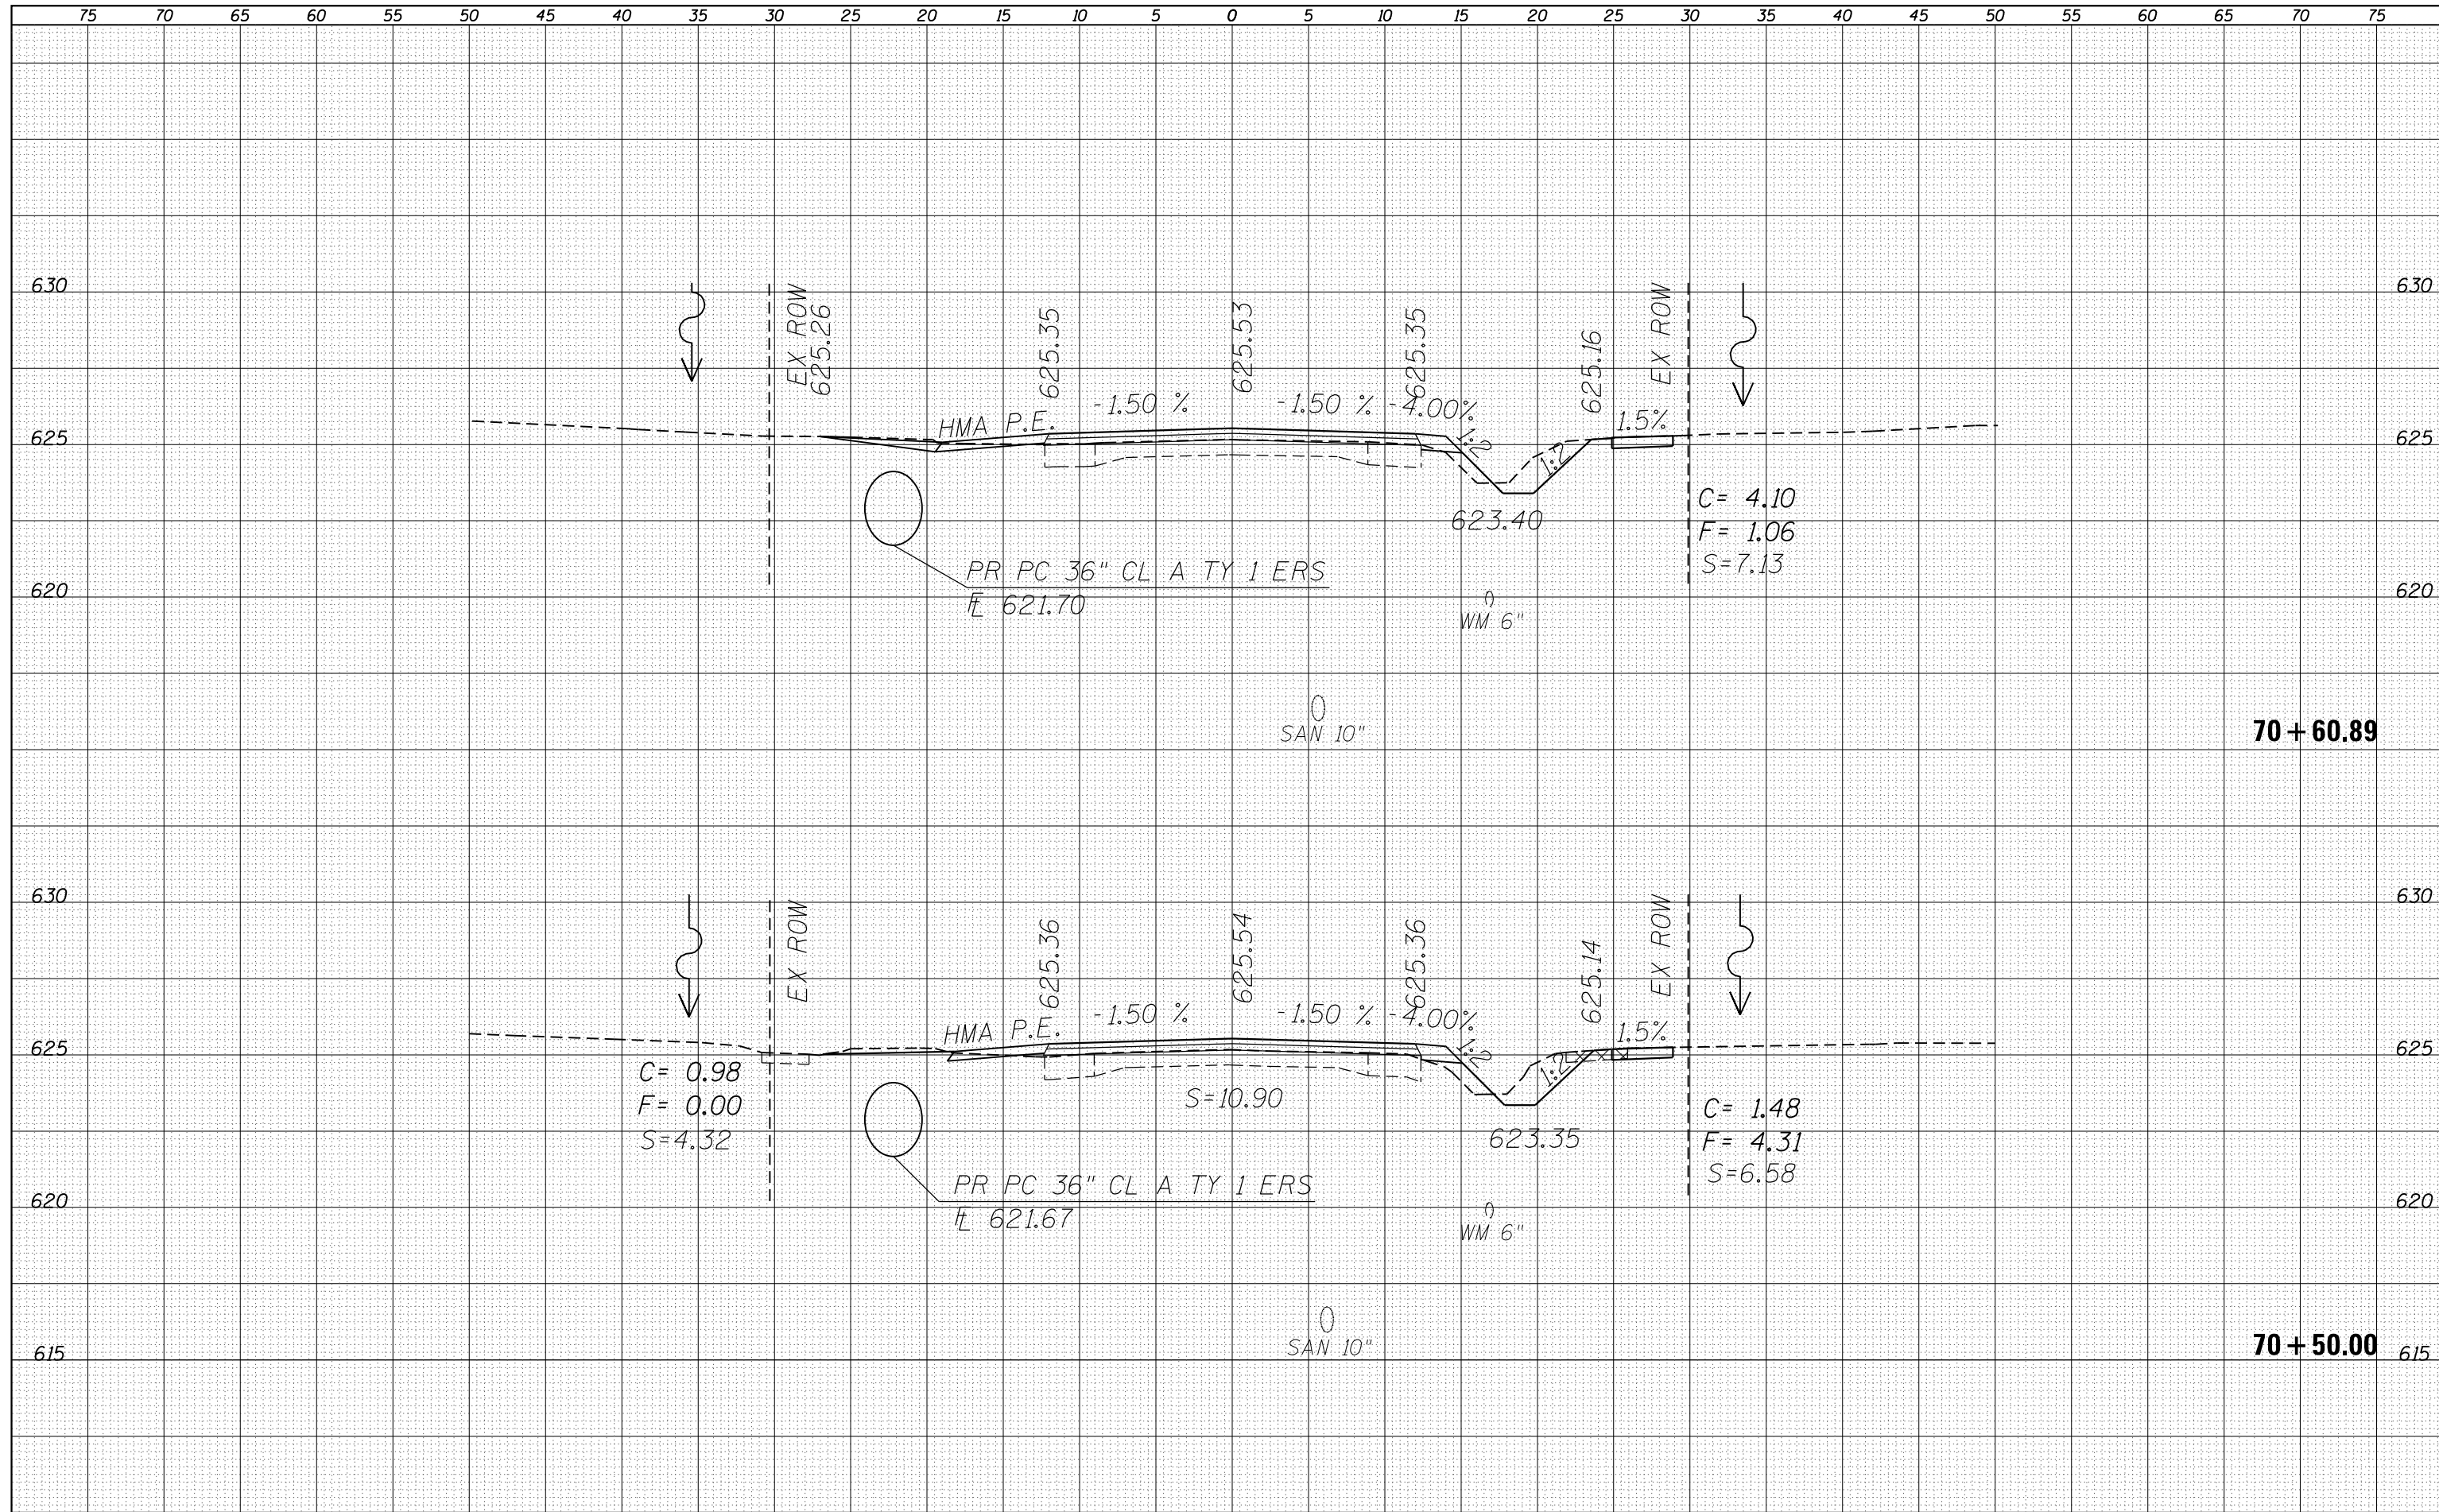 75 70 65 60 55 50 45 40 35 30 25 20 15 10 5 0 5 10 15 20 25 30 35 40 45 50 55 60 65 70 75
630 630
EX ROW
625.26
625.35
625.53
625.35
625.16
EX ROW
HMA P.E.
-1.50 %
-1.50 %
-4.00%
1:2
1:2
1.5%
625 625
C= 4.10
F= 1.06
S=7.13
623.40
PR PC 36" CL A TY 1 ERS
FL 621.70
620 620
WM 6"
SAN 10"
70+60.89
630 630
EX ROW
625.36
625.54
625.36
625.14
EX ROW
HMA P.E.
-1.50 %
-1.50 %
-4.00%
1:2
1:2
1.5%
625 625
C= 0.98
F= 0.00
S=4.32
S=10.90
C= 1.48
F= 4.31
S=6.58
623.35
PR PC 36" CL A TY 1 ERS
FL 621.67
620 620
WM 6"
SAN 10"
70+50.00
615 615